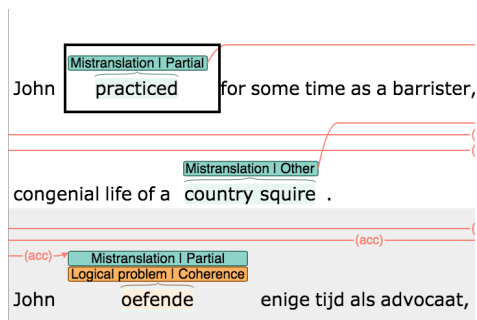 Mistranslation | Partial
John practiced for some time as a barrister,
Mistranslation | Other
congenial life of a country squire .
(acc)
(acc) Mistranslation | Partial
Logical problem | Coherence
John oefende enige tijd als advocaat,